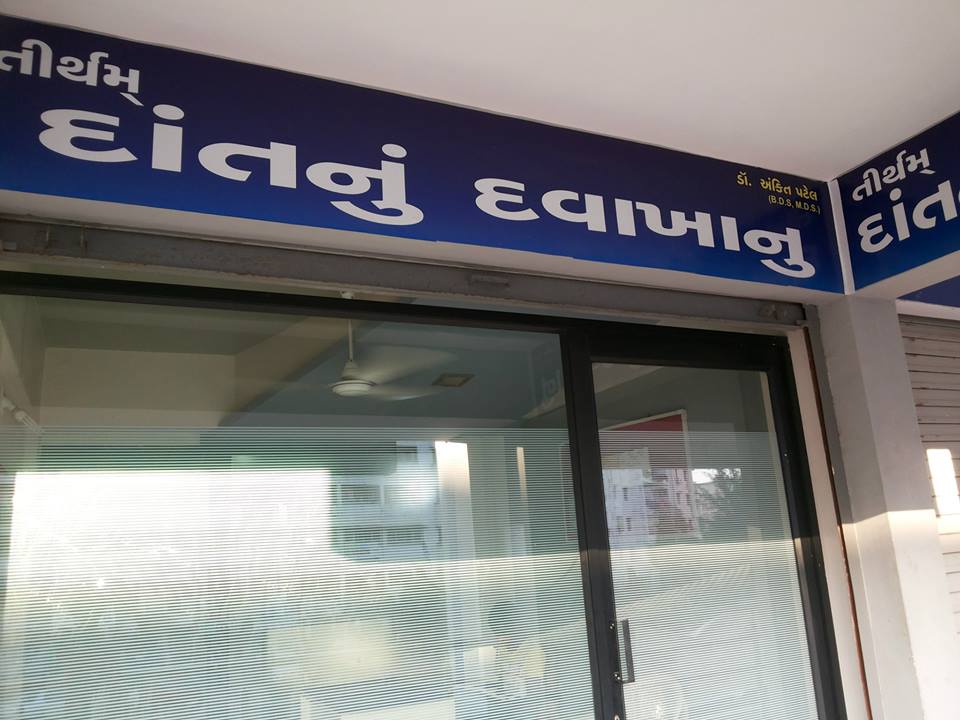 તીર્થમ્
દાંતનું દવાખાનુ
ડૉ. અંકિત પટેલ
(B.D.S, M.D.S.)
તીર્થમ્